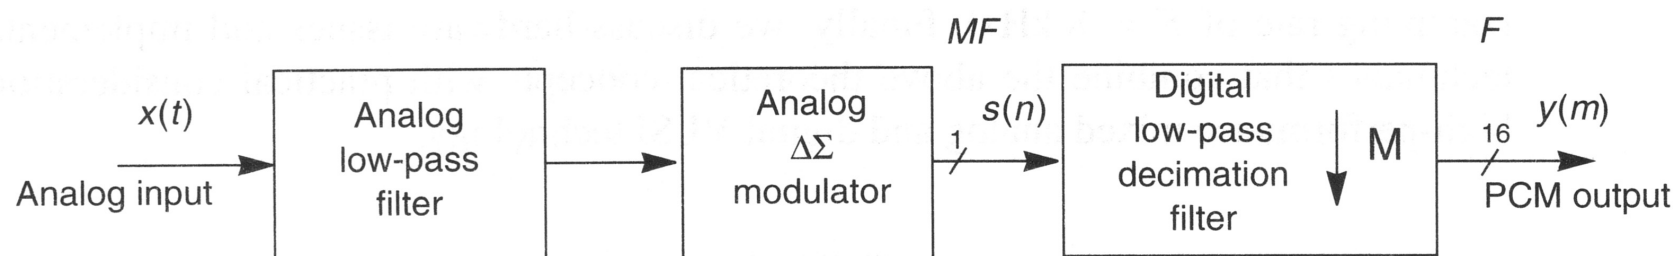 MF
F
x(t)
Analog input
Analog
low-pass
filter
Analog
ΔΣ
modulator
s(n)
1
Digital
low-pass
decimation
filter
M
16
y(m)
PCM output